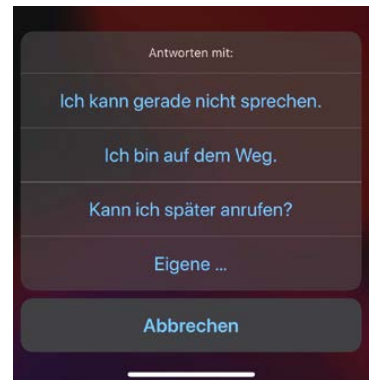 Antworten mit:
Ich kann gerade nicht sprechen.
Ich bin auf dem Weg.
Kann ich später anrufen?
Eigene ...
Abbrechen